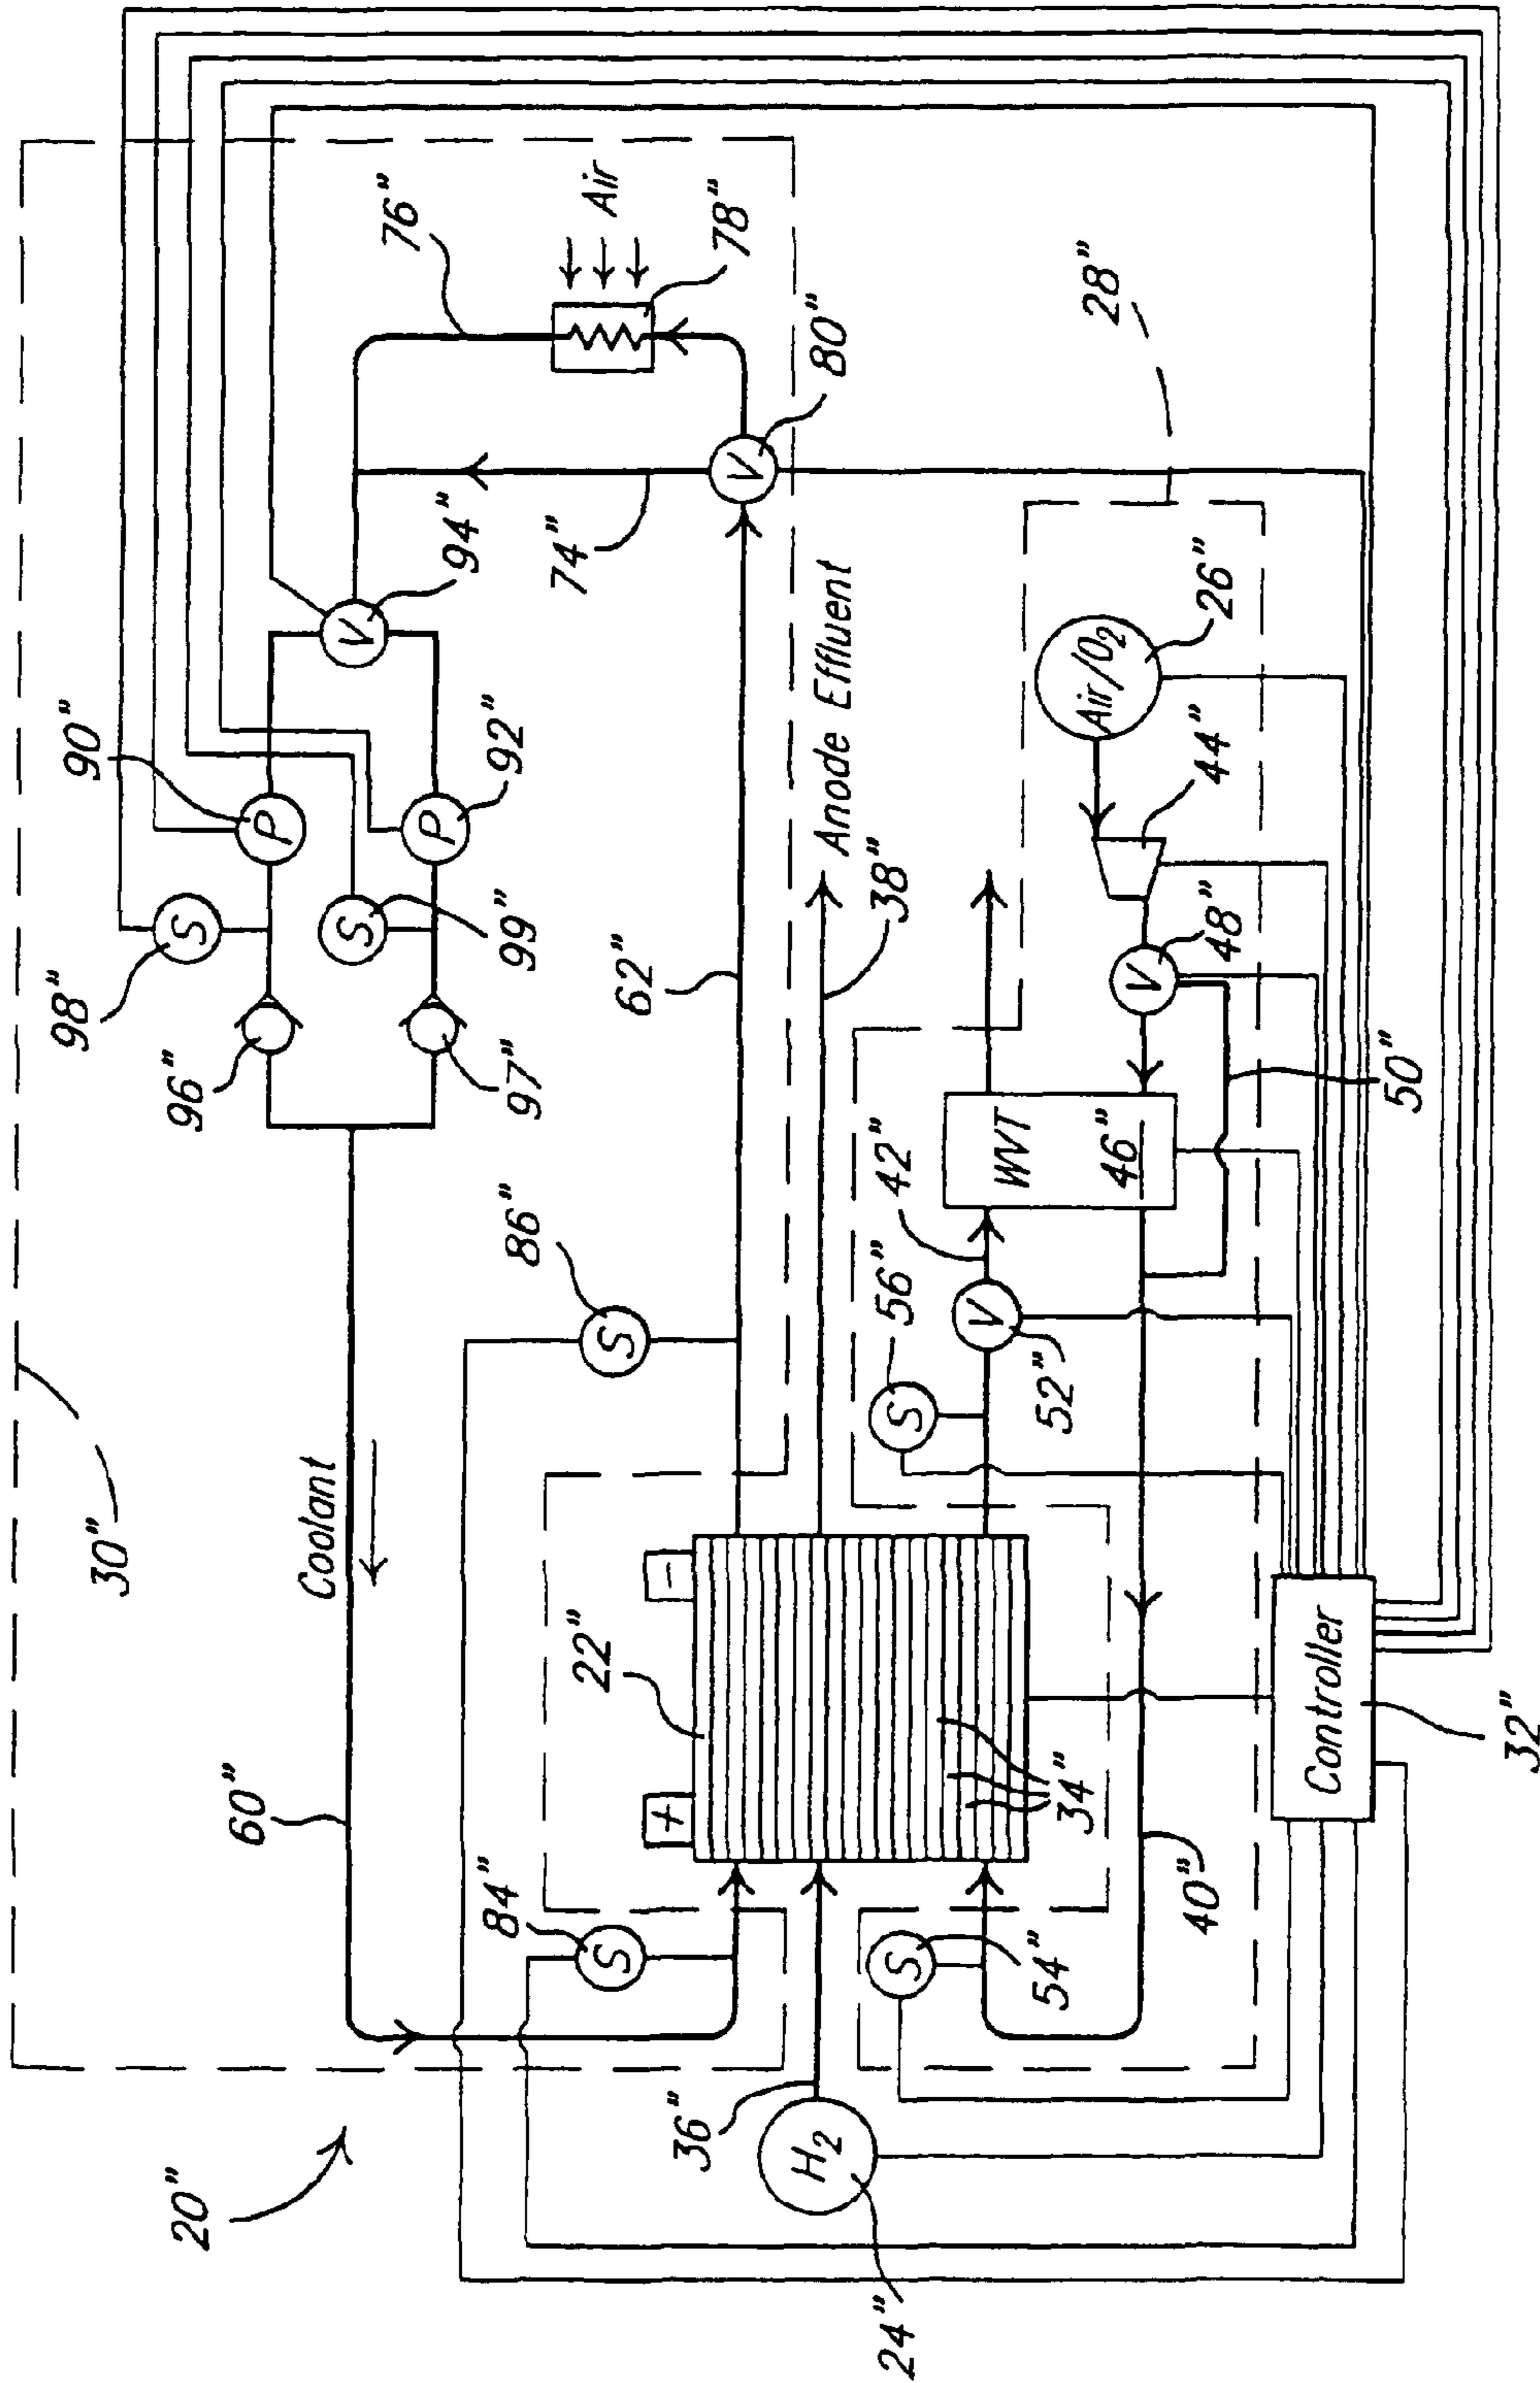 30"
60"
Coolant
96"
98"
97"
S
S
99"
90"
P
P
92"
V
94"
76"
Air
78"
80"
V
74"
62"
86"
S
84"
S
22"
+
-
34"
20"
36"
H2
24"
Anode Effluent
38"
28"
Air/O2
26"
44"
48"
V
50"
WVT
46"
42"
V
52"
56"
S
S
54"
40"
Controller
32"